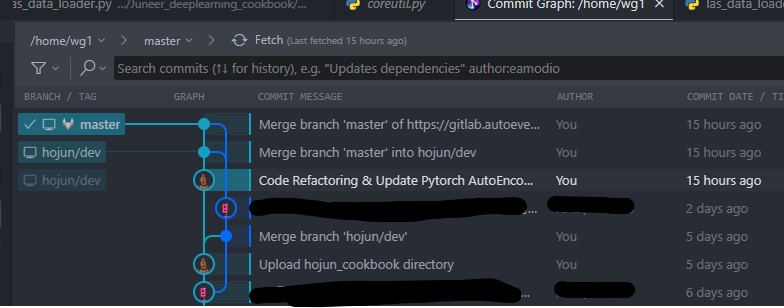 as_data_loader.py .../Juneer_deeplearning_cookbook/... coreutil.py Commit Graph: /home/wg1 las_data_loade
/home/wg1 master Fetch (Last fetched 15 hours ago)
Search commits (↑↓ for history), e.g. "Updates dependencies" author:eamodio
BRANCH / TAG GRAPH COMMIT MESSAGE AUTHOR COMMIT DATE / TI
master Merge branch 'master' of https://gitlab.autoeve... You 15 hours ago
hojun/dev Merge branch 'master' into hojun/dev You 15 hours ago
hojun/dev Code Refactoring & Update Pytorch AutoEnco... You 15 hours ago
... 2 days ago
Merge branch 'hojun/dev' You 5 days ago
Upload hojun_cookbook directory You 5 days ago
... 6 days ago